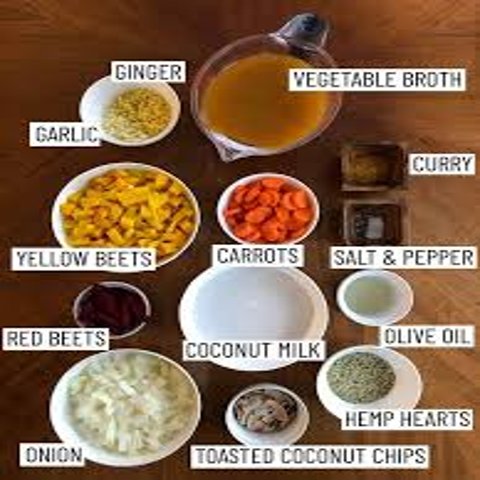 GINGER
VEGETABLE BROTH
GARLIC
CURRY
YELLOW BEETS
CARROTS
SALT & PEPPER
RED BEETS
COCONUT MILK
OLIVE OIL
HEMP HEARTS
ONION
TOASTED COCONUT CHIPS